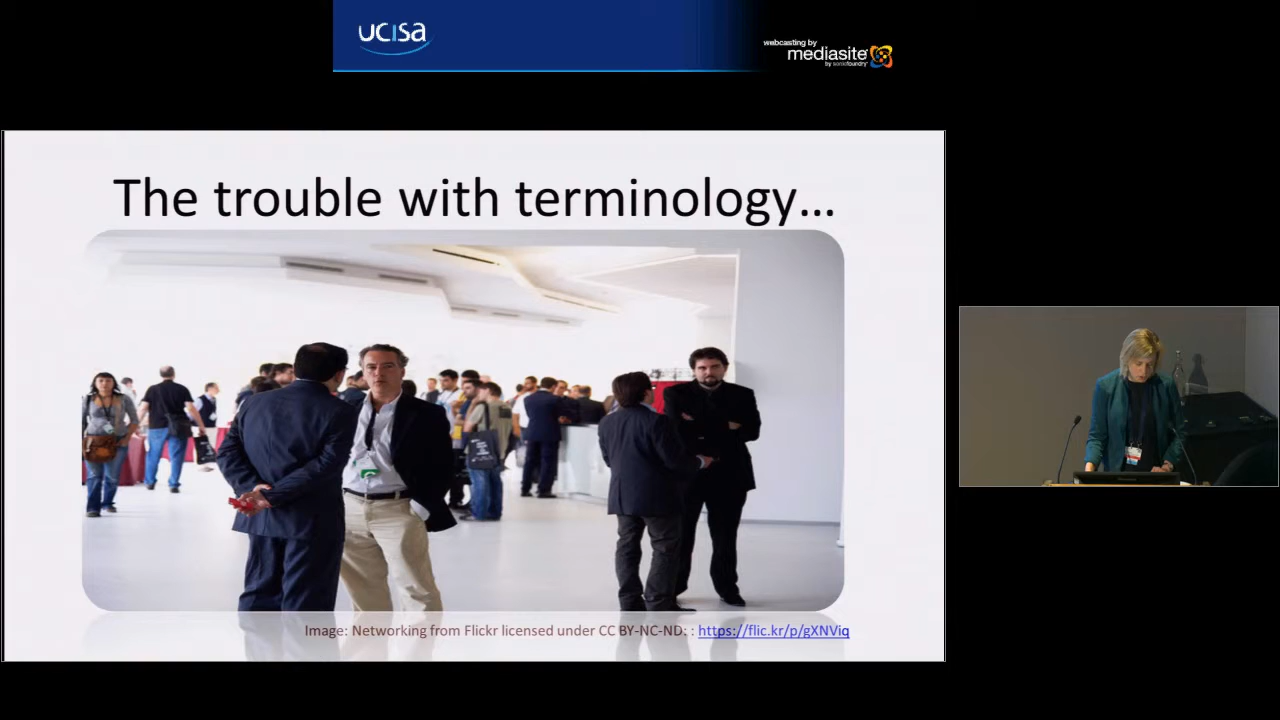 ucisa
webcasting by
mediasite
by sonicfoundry
The trouble with terminology...
Image: Networking from Flickr licensed under CC BY-NC-ND: : https://flic.kr/p/gXNViq